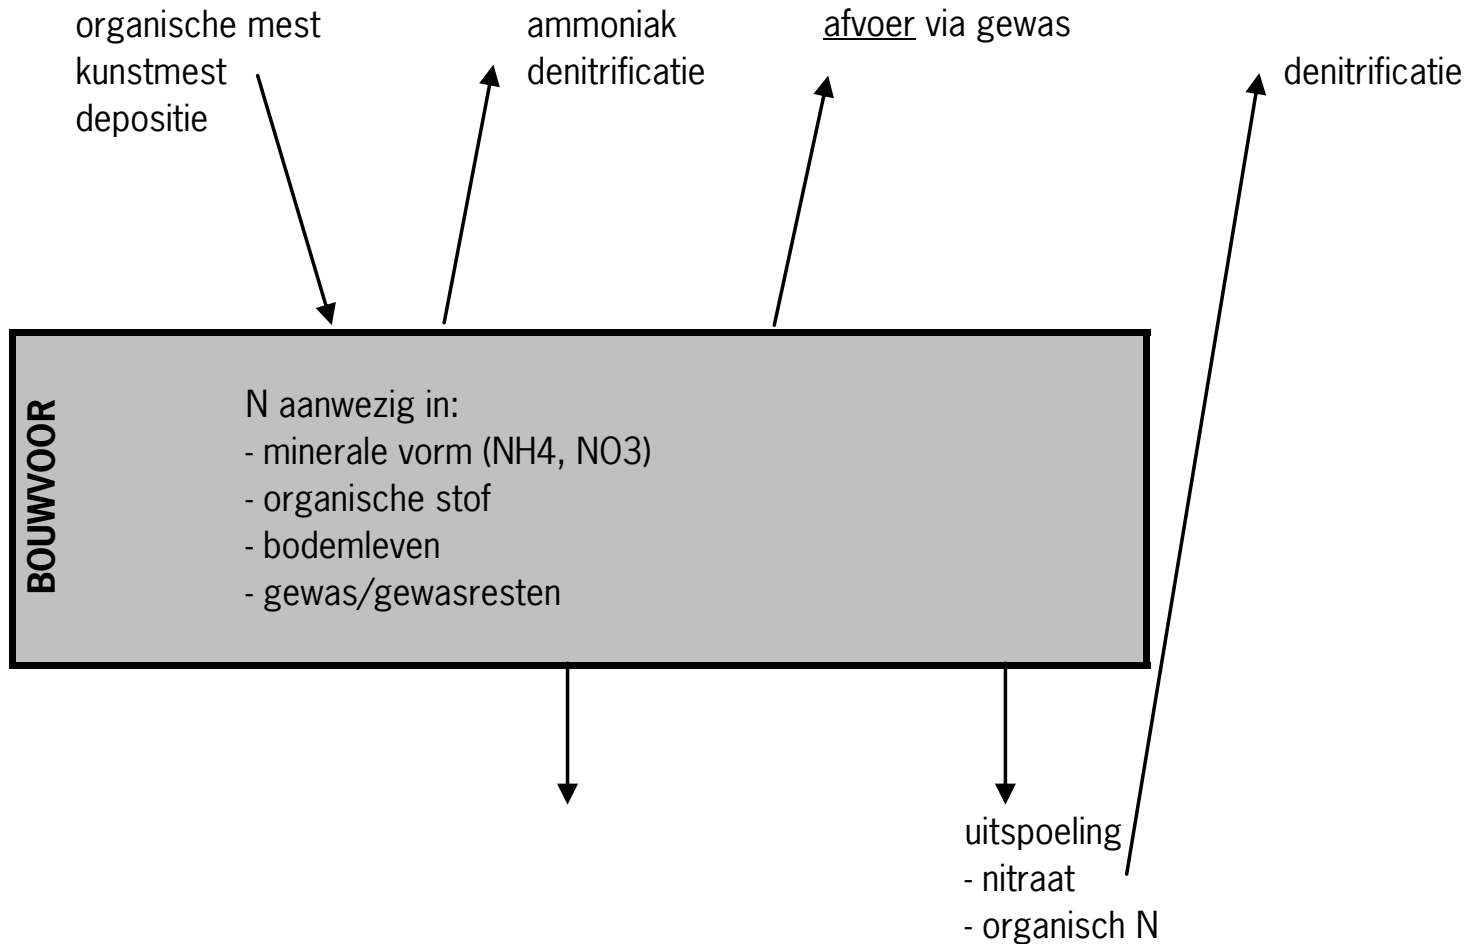 organische mest
kunstmest
depositie
ammoniak
denitrificatie
afvoer via gewas
denitrificatie
BOUWVOOR
N aanwezig in:
- minerale vorm (NH4, NO3)
- organische stof
- bodemleven
- gewas/gewasresten
uitspoeling
- nitraat
- organisch N